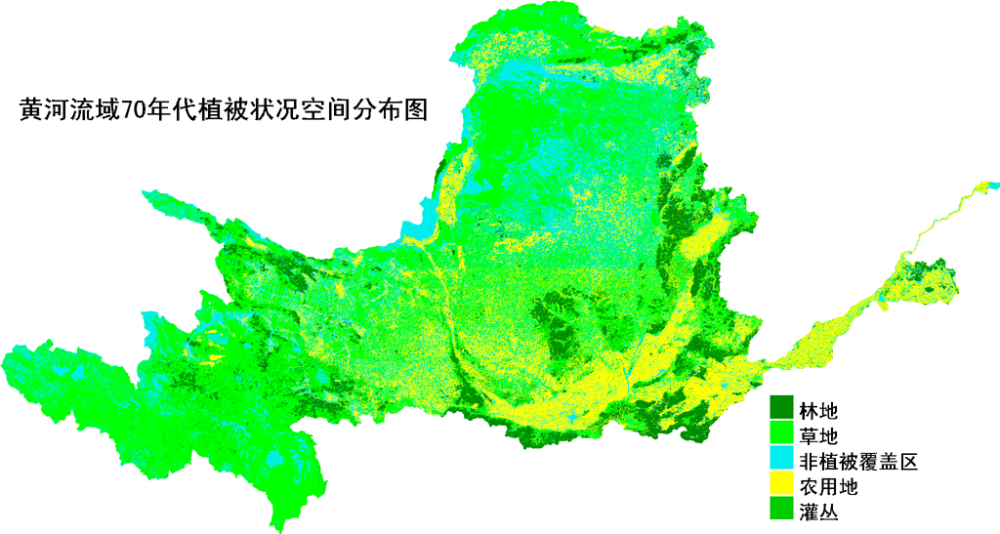 黄河流域70年代植被状况空间分布图
林地
草地
非植被覆盖区
农用地
灌丛